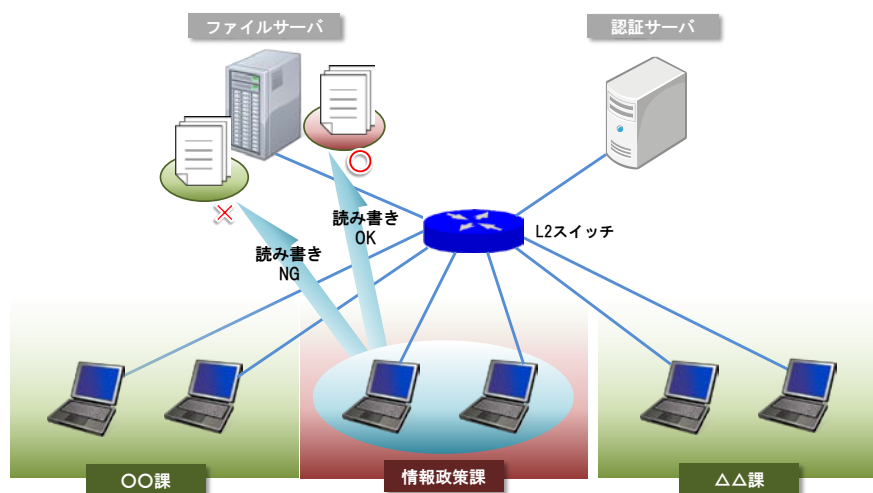 ファイルサーバ
認証サーバ
読み書き
OK
読み書き
NG
L2スイッチ
〇〇課
情報政策課
△△課